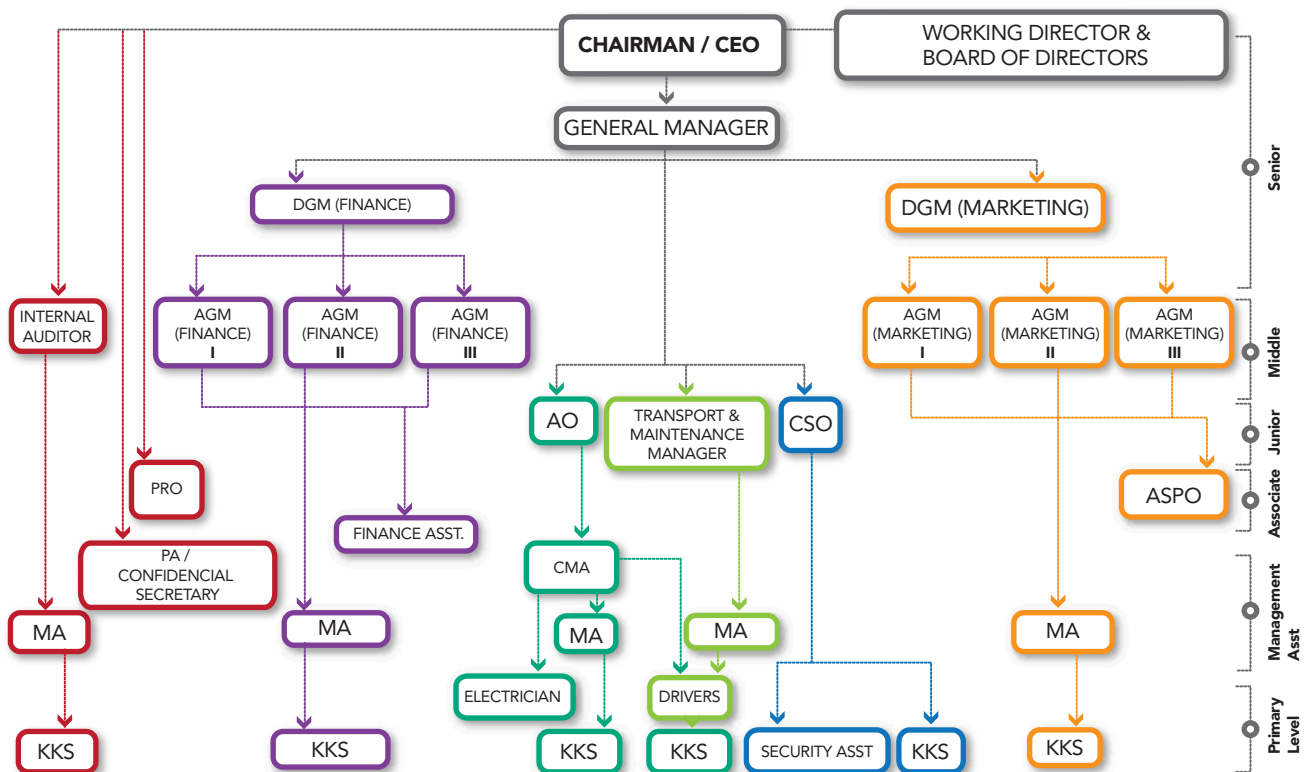 CHAIRMAN / CEO
WORKING DIRECTOR &
BOARD OF DIRECTORS
GENERAL MANAGER
Senior
DGM (FINANCE)
DGM (MARKETING)
INTERNAL
AUDITOR
AGM
(FINANCE)
I
AGM
(FINANCE)
II
AGM
(FINANCE)
III
AGM
(MARKETING)
I
AGM
(MARKETING)
II
AGM
(MARKETING)
III
Middle
AO
TRANSPORT &
MAINTENANCE
MANAGER
CSO
Junior
PRO
ASPO
Associate
FINANCE ASST.
PA /
CONFIDENCIAL
SECRETARY
CMA
MA
MA
MA
MA
MA
Management
Asst
ELECTRICIAN
DRIVERS
KKS
KKS
KKS
KKS
SECURITY ASST
KKS
KKS
Primary
Level